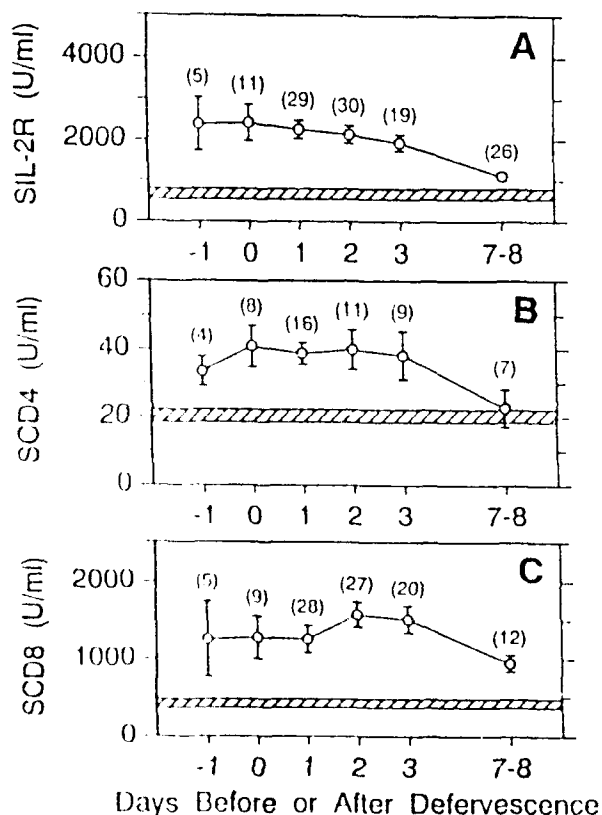 A
SIL-2R (U/ml)
4000
2000
0
(5) (11) (29) (30) (19) (26)
-1 0 1 2 3 7-8
B
SCD4 (U/ml)
60
40
20
0
(4) (8) (16) (11) (9) (7)
-1 0 1 2 3 7-8
C
SCD8 (U/ml)
2000
1000
0
(5) (9) (28) (27) (20) (12)
-1 0 1 2 3 7-8
Days Before or After Defervescence